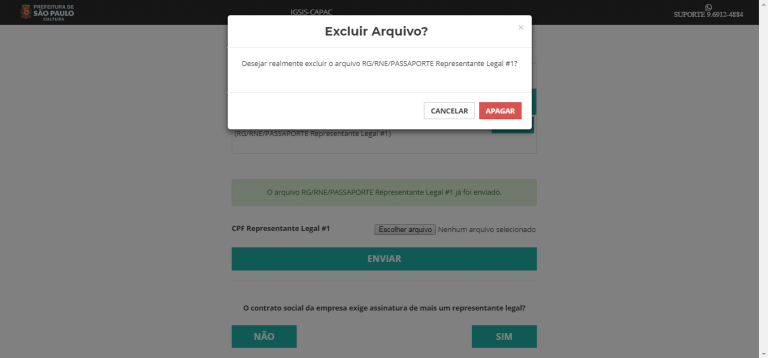 PREFEITURA DE
SÃO PAULO
CULTURA
IGSIS-CAPAC
SUPORTE 9.6912-4884
Excluir Arquivo?
×
Desejar realmente excluir o arquivo RG/RNE/PASSAPORTE Representante Legal #1?
CANCELAR
APAGAR
(RG/RNE/PASSAPORTE Representante Legal #1)
O arquivo RG/RNE/PASSAPORTE Representante Legal #1 já foi enviado.
CPF Representante Legal #1
Escolher arquivo Nenhum arquivo selecionado
ENVIAR
O contrato social da empresa exige assinatura de mais um representante legal?
NÃO
SIM